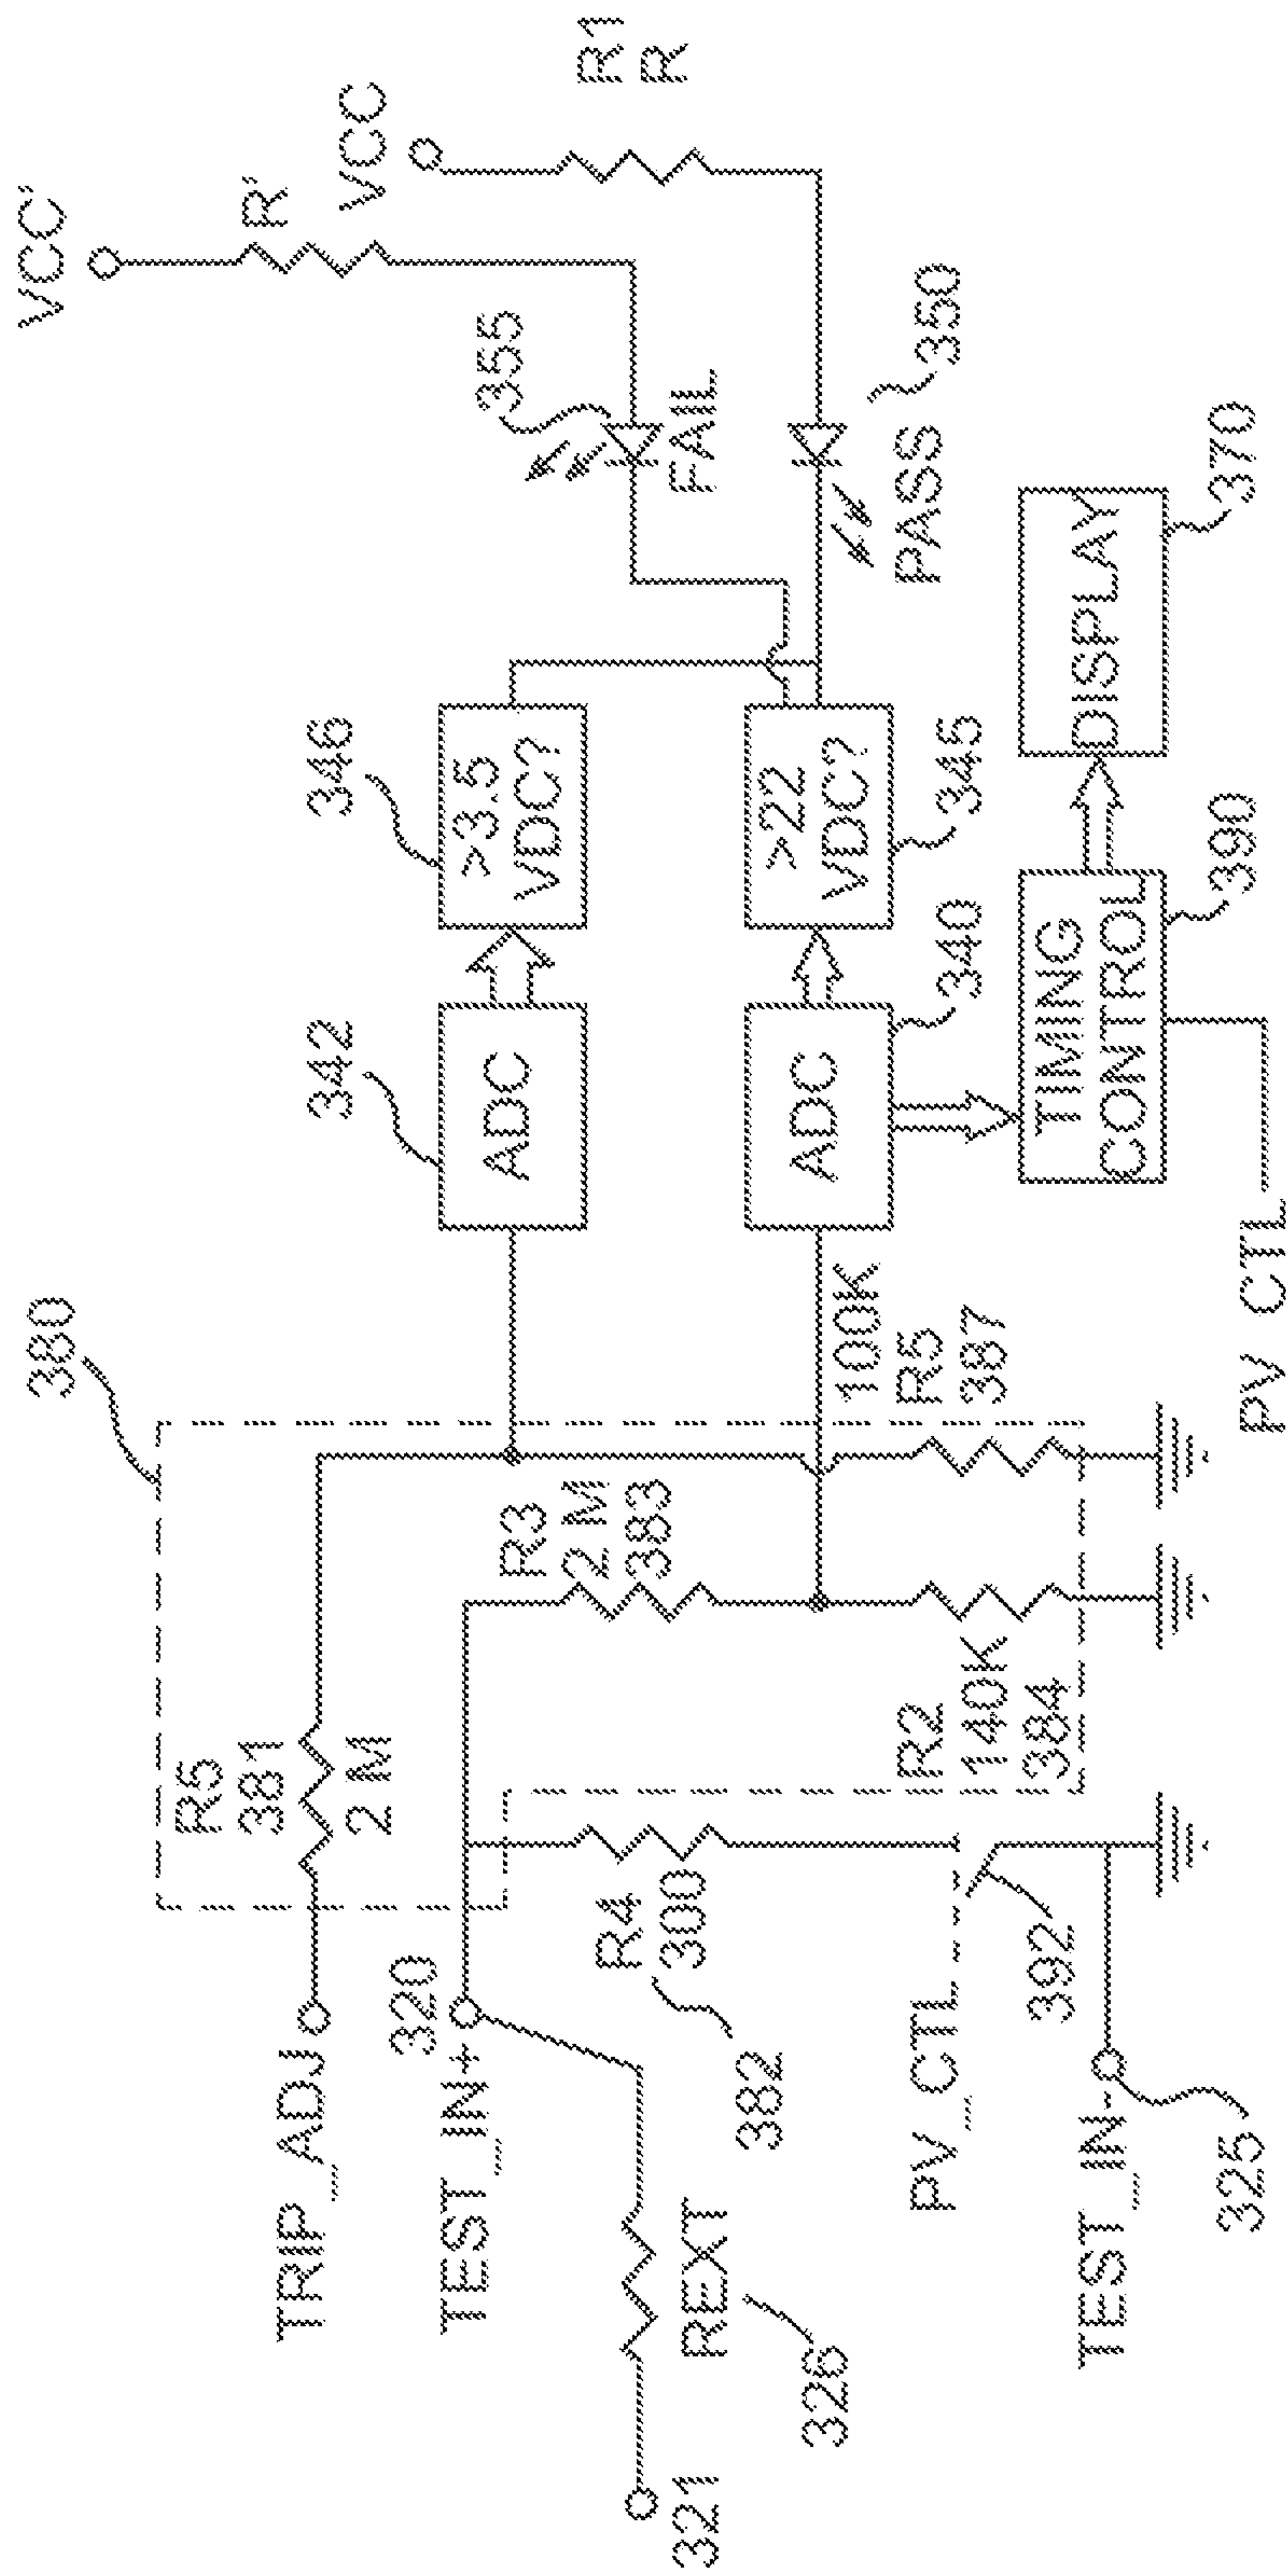 VCC'
R'
VCC
R1
R
355
FAIL
350
PASS
346
>3.5
VDC?
>22
VDC?
345
DISPLAY
370
342
ADC
ADC
340
TIMING
CONTROL
390
PV_CTL
380
R5
381
2 M
R3
2 M
383
100K
R5
387
R2
140K
384
TRIP_ADJ
320
TEST_IN+
R4
300
382
PV_CTL
392
TEST_IN-
325
REXT
326
321